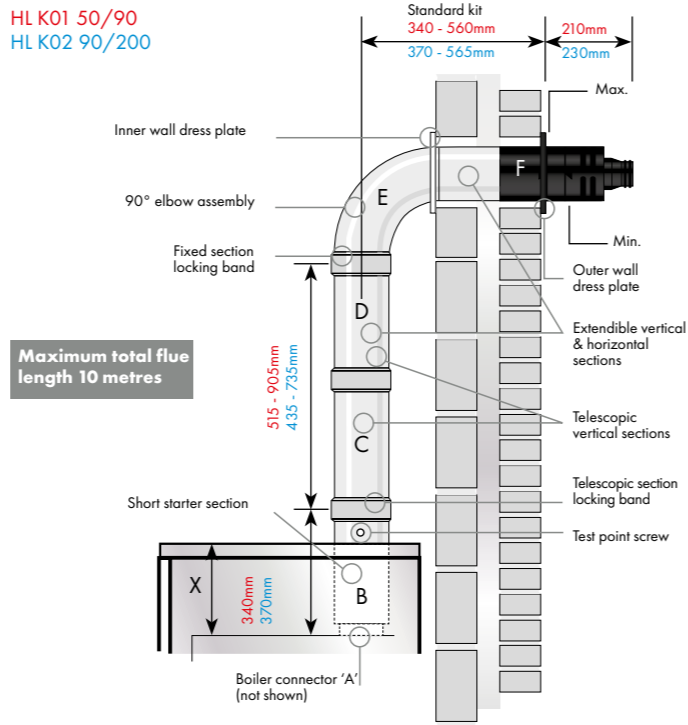 HL K01 50/90
HL K02 90/200
Standard kit
340 - 560mm
370 - 565mm
210mm
230mm
Max.
Inner wall dress plate
F
E
90° elbow assembly
Min.
Fixed section
locking band
Outer wall
dress plate
D
Extendible vertical
& horizontal
sections
Maximum total flue
length 10 metres
515 - 905mm
435 - 735mm
Telescopic
vertical sections
C
Telescopic section
locking band
Short starter section
Test point screw
X
340mm
370mm
B
Boiler connector 'A'
(not shown)